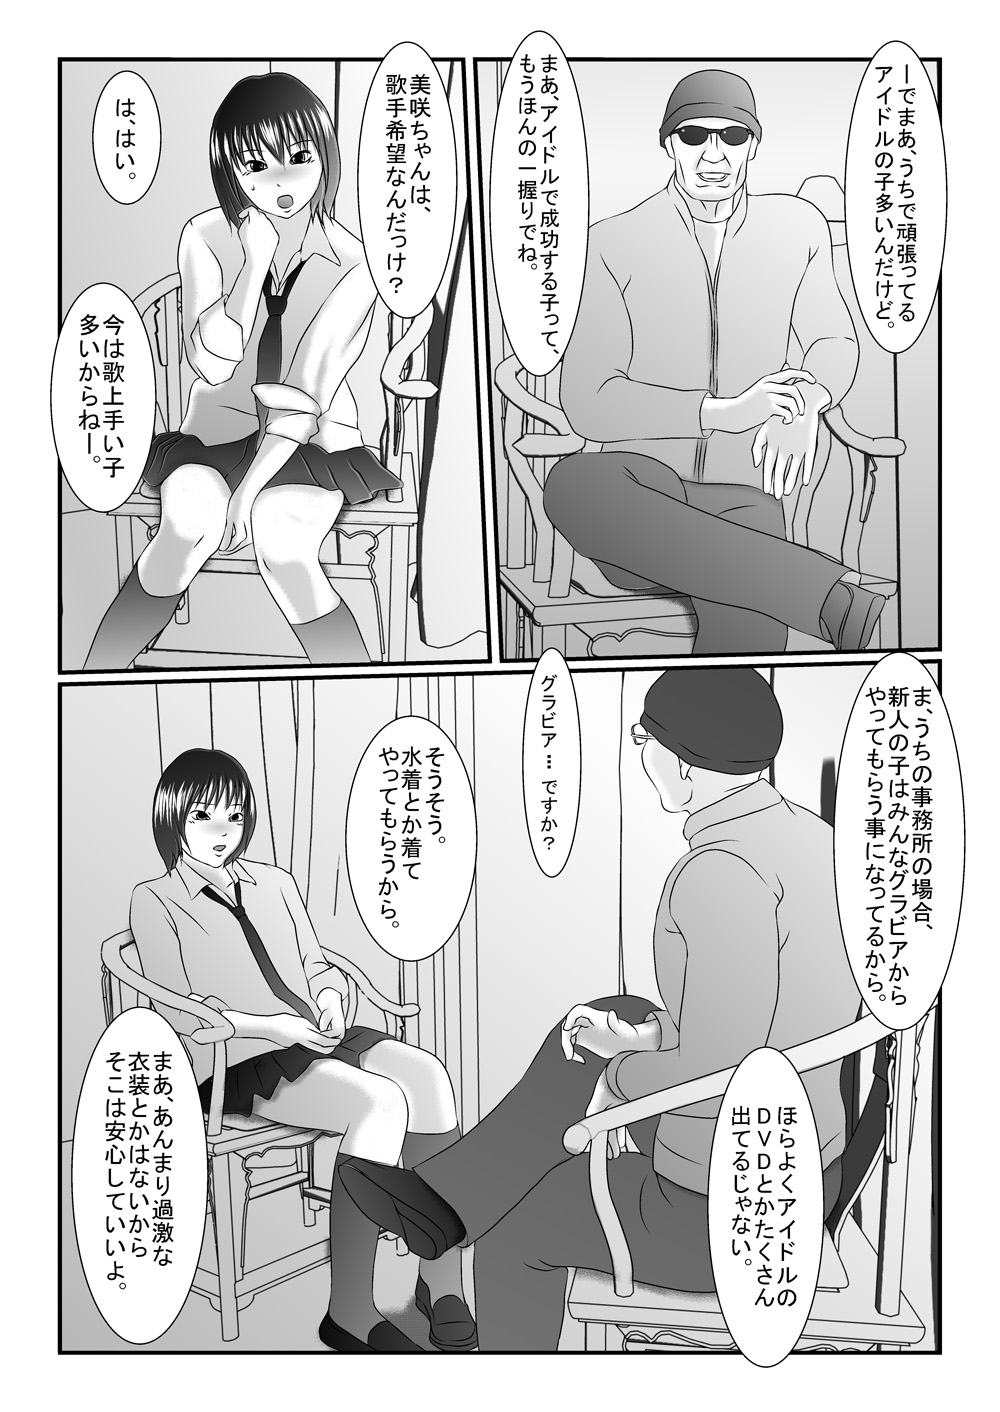 ーでまあ、うちで頑張ってる
アイドルの子多いんだけど。
まあ、アイドルで成功する子って、
もうほんの一握りでね。
美咲ちゃんは、
歌手希望なんだっけ？
は、はい。
今は歌上手い子
多いからねー。
ま、うちの事務所の場合、
新人の子はみんなグラビアから
やってもらう事になってるから。
グラビア…ですか？
そうそう。
水着とか着て
やってもらうから。
ほらよくアイドルの
DVDとかたくさん
出てるじゃない。
まあ、あんまり過激な
衣装とかはないから
そこは安心していいよ。